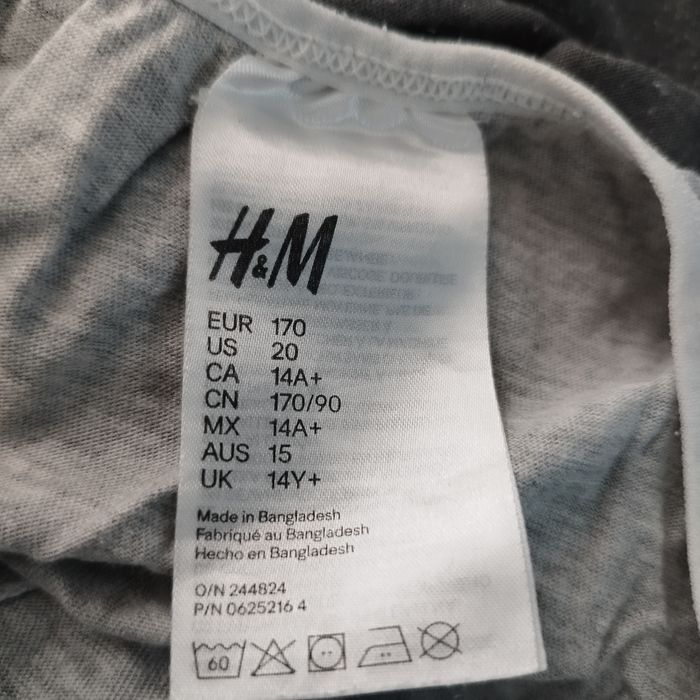 H&M
EUR 170
US 20
CA 14A+
CN 170/90
MX 14A+
AUS 15
UK 14Y+
Made in Bangladesh
Fabriqué au Bangladesh
Hecho en Bangladesh
O/N 244824
P/N 0625216 4
60